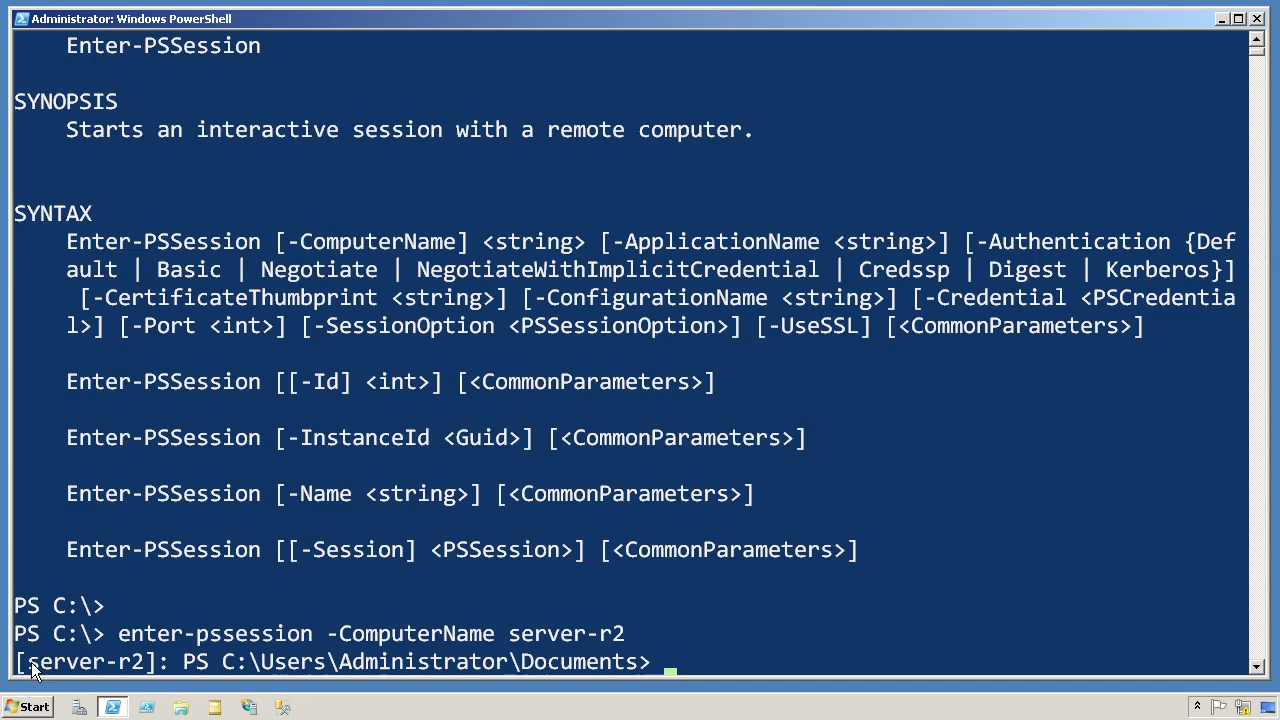 Administrator: Windows PowerShell
Enter-PSSession
SYNOPSIS
Starts an interactive session with a remote computer.
SYNTAX
Enter-PSSession [-ComputerName] <string> [-ApplicationName <string>] [-Authentication {Def
ault | Basic | Negotiate | NegotiateWithImplicitCredential | Credssp | Digest | Kerberos}]
[-CertificateThumbprint <string>] [-ConfigurationName <string>] [-Credential <PSCredentia
l>] [-Port <int>] [-SessionOption <PSSessionOption>] [-UseSSL] [<CommonParameters>]
Enter-PSSession [[-Id] <int>] [<CommonParameters>]
Enter-PSSession [-InstanceId <Guid>] [<CommonParameters>]
Enter-PSSession [-Name <string>] [<CommonParameters>]
Enter-PSSession [[-Session] <PSSession>] [<CommonParameters>]
PS C:\>
PS C:\> enter-pssession -ComputerName server-r2
[server-r2]: PS C:\Users\Administrator\Documents>
Start